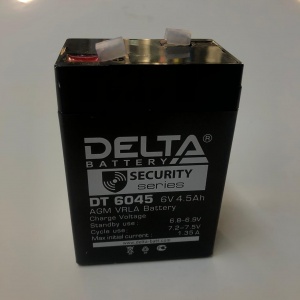 DELTA®
BATTERY
SECURITY
series
DT 6045 6V 4.5Ah
AGM VRLA Battery
Charge Voltage
Standby use : 6.8-6.9V
Cycle use : 7.2-7.5V
Max initial current : 1.35 A